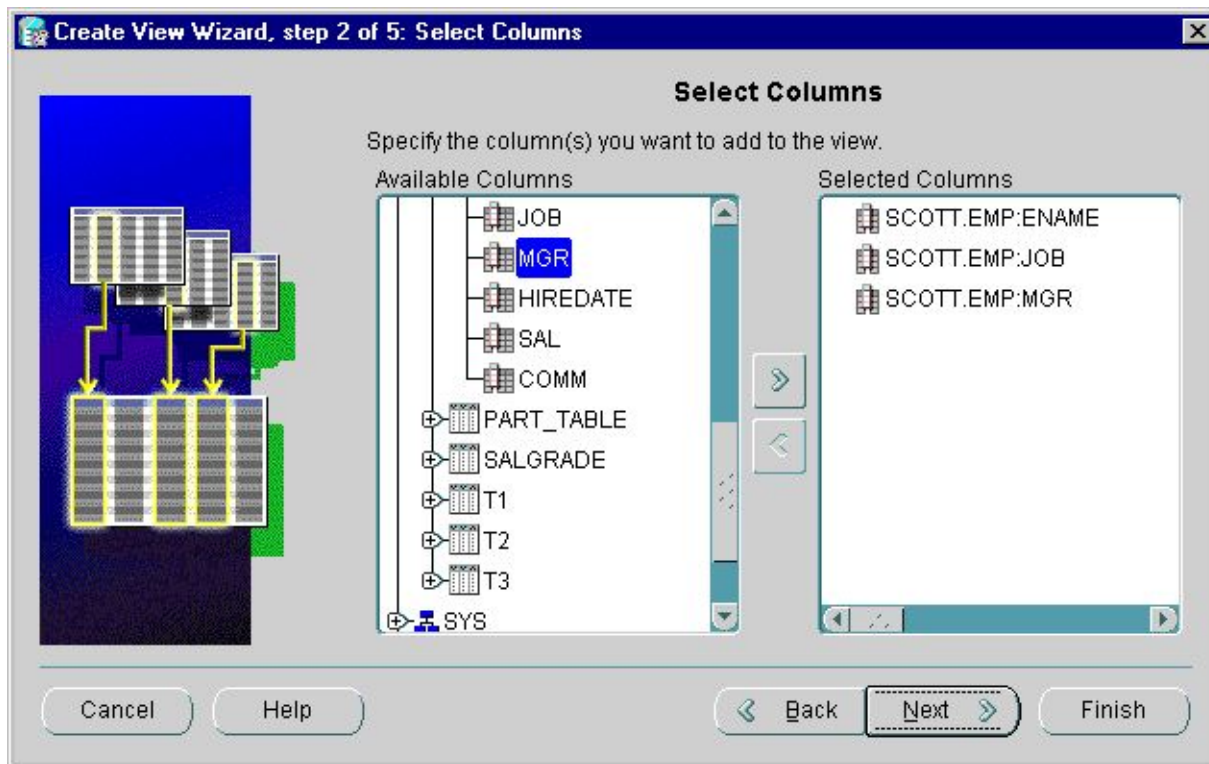 Create View Wizard, step 2 of 5: Select Columns
Select Columns
Specify the column(s) you want to add to the view.
Available Columns
JOB
MGR
HIREDATE
SAL
COMM
PART_TABLE
SALGRADE
T1
T2
T3
SYS
Selected Columns
SCOTT.EMP:ENAME
SCOTT.EMP:JOB
SCOTT.EMP:MGR
Cancel
Help
Back
Next
Finish